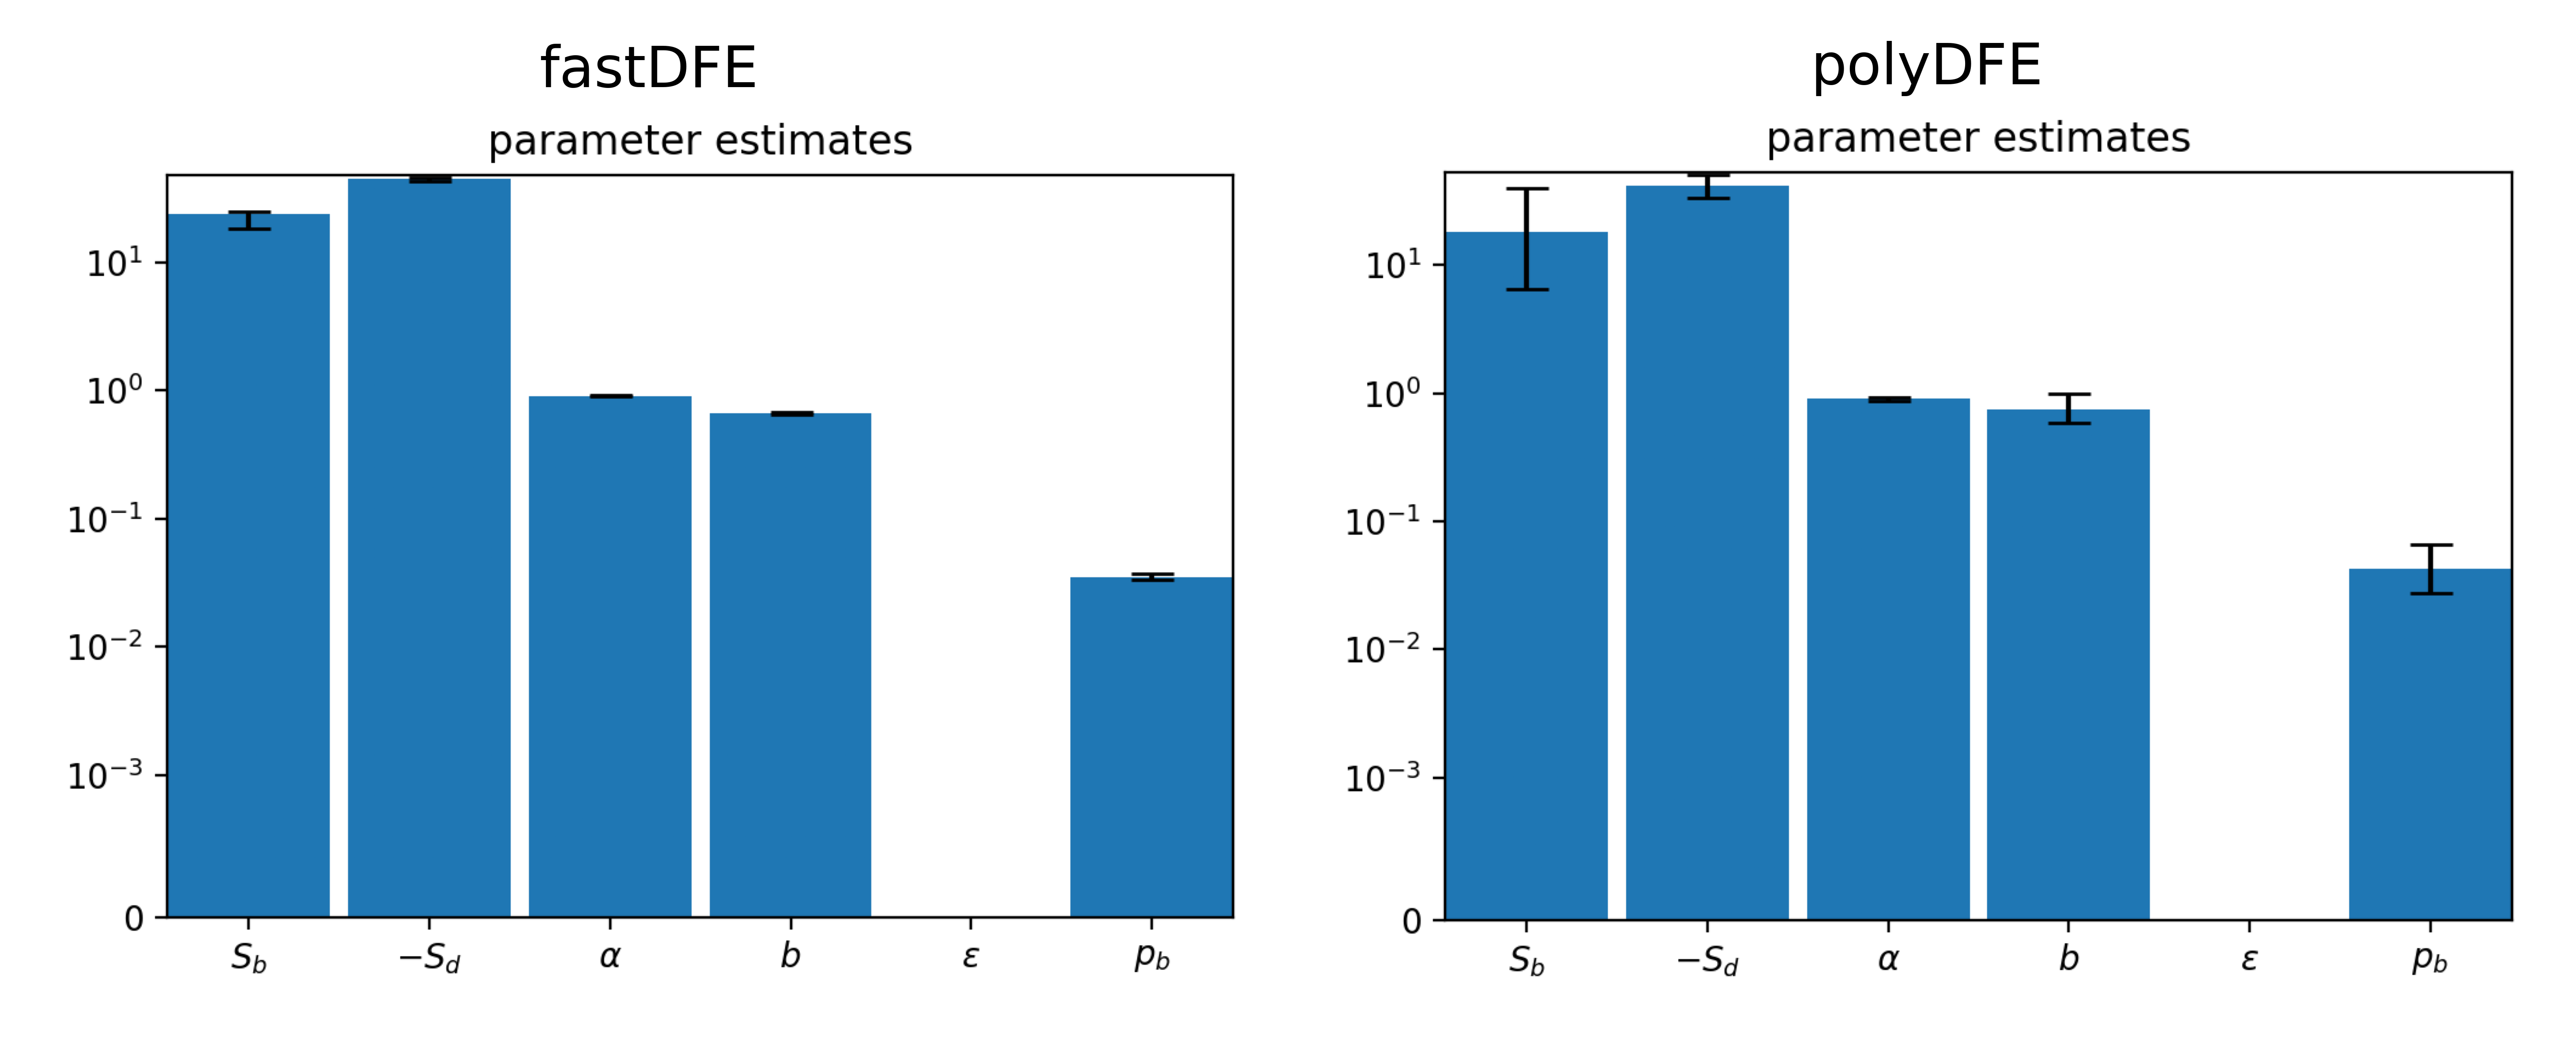 fastDFE
parameter estimates
10¹
10⁰
10⁻¹
10⁻²
10⁻³
0
S_b
−S_d
α
b
ε
p_b
polyDFE
parameter estimates
10¹
10⁰
10⁻¹
10⁻²
10⁻³
0
S_b
−S_d
α
b
ε
p_b